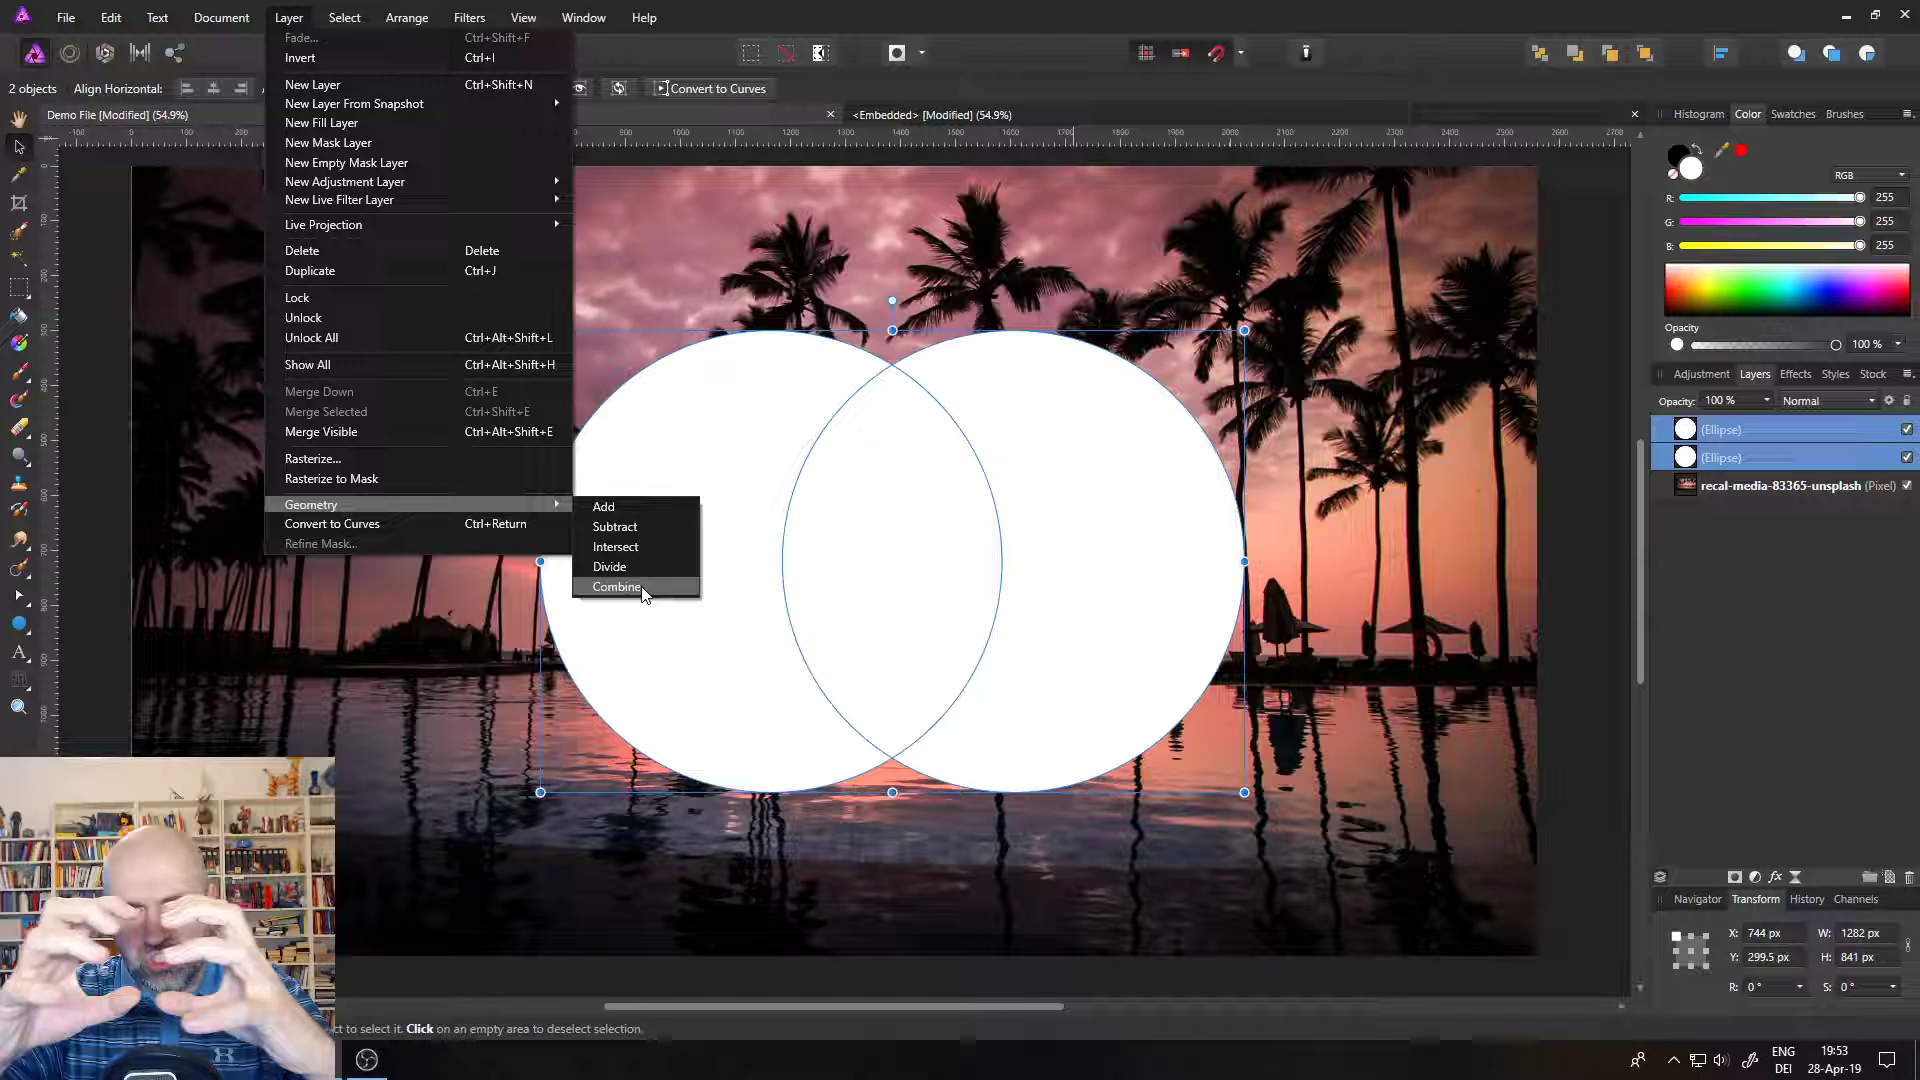 File Edit Text Document Layer Select Arrange Filters View Window Help
2 objects Align Horizontal: Convert to Curves
Demo File [Modified] (54.9%) <Embedded> [Modified] (54.9%)
Fade... Ctrl+Shift+F
Invert Ctrl+I
New Layer Ctrl+Shift+N
New Layer From Snapshot
New Fill Layer
New Mask Layer
New Empty Mask Layer
New Adjustment Layer
New Live Filter Layer
Live Projection
Delete Delete
Duplicate Ctrl+J
Lock
Unlock
Unlock All Ctrl+Alt+Shift+L
Show All Ctrl+Alt+Shift+H
Merge Down Ctrl+E
Merge Selected Ctrl+Shift+E
Merge Visible Ctrl+Alt+Shift+E
Rasterize...
Rasterize to Mask
Geometry
Convert to Curves Ctrl+Return
Refine Mask...
Add
Subtract
Intersect
Divide
Combine
Histogram Color Swatches Brushes
RGB
R: 255
G: 255
B: 255
Opacity
100 %
Adjustment Layers Effects Styles Stock
Opacity: 100 % Normal
(Ellipse)
(Ellipse)
recal-media-83365-unsplash (Pixel)
Navigator Transform History Channels
X: 744 px W: 1282 px
Y: 299.5 px H: 841 px
R: 0 ° S: 0 °
ct to select it. Click on an empty area to deselect selection.
ENG 19:53
DEI 28-Apr-19